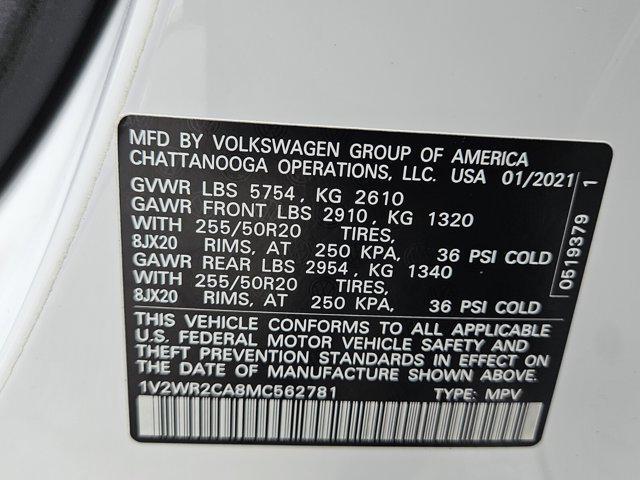 MFD BY VOLKSWAGEN GROUP OF AMERICA
CHATTANOOGA OPERATIONS, LLC. USA 01/2021
GVWR LBS 5754, KG 2610
GAWR FRONT LBS 2910, KG 1320
WITH 255/50R20 TIRES,
8JX20 RIMS, AT 250 KPA, 36 PSI COLD
GAWR REAR LBS 2954, KG 1340
WITH 255/50R20 TIRES,
8JX20 RIMS, AT 250 KPA, 36 PSI COLD
THIS VEHICLE CONFORMS TO ALL APPLICABLE
U.S. FEDERAL MOTOR VEHICLE SAFETY AND
THEFT PREVENTION STANDARDS IN EFFECT ON
THE DATE OF MANUFACTURE SHOWN ABOVE.
1V2WR2CA8MC562781 TYPE: MPV
0519379 1